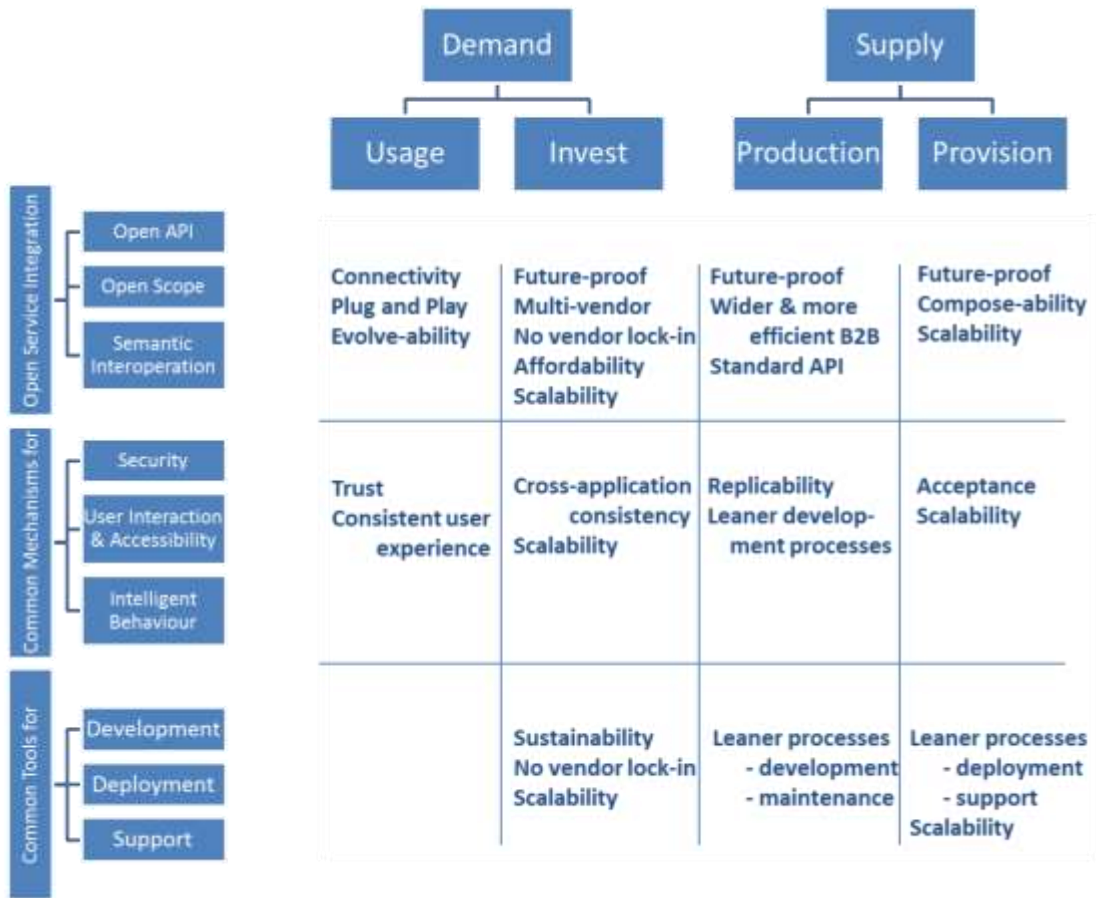 Demand
Supply
Usage
Invest
Production
Provision
Open Service Integration
Open API
Open Scope
Semantic
Interoperation
Connectivity
Plug and Play
Evolve-ability
Future-proof
Multi-vendor
No vendor lock-in
Affordability
Scalability
Future-proof
Wider & more
efficient B2B
Standard API
Future-proof
Compose-ability
Scalability
Common Mechanisms for
Security
User Interaction
& Accessibility
Intelligent
Behaviour
Trust
Consistent user
experience
Cross-application
consistency
Scalability
Replicability
Leaner develop-
ment processes
Acceptance
Scalability
Common Tools for
Development
Deployment
Support
Sustainability
No vendor lock-in
Scalability
Leaner processes
- development
- maintenance
Leaner processes
- deployment
- support
Scalability